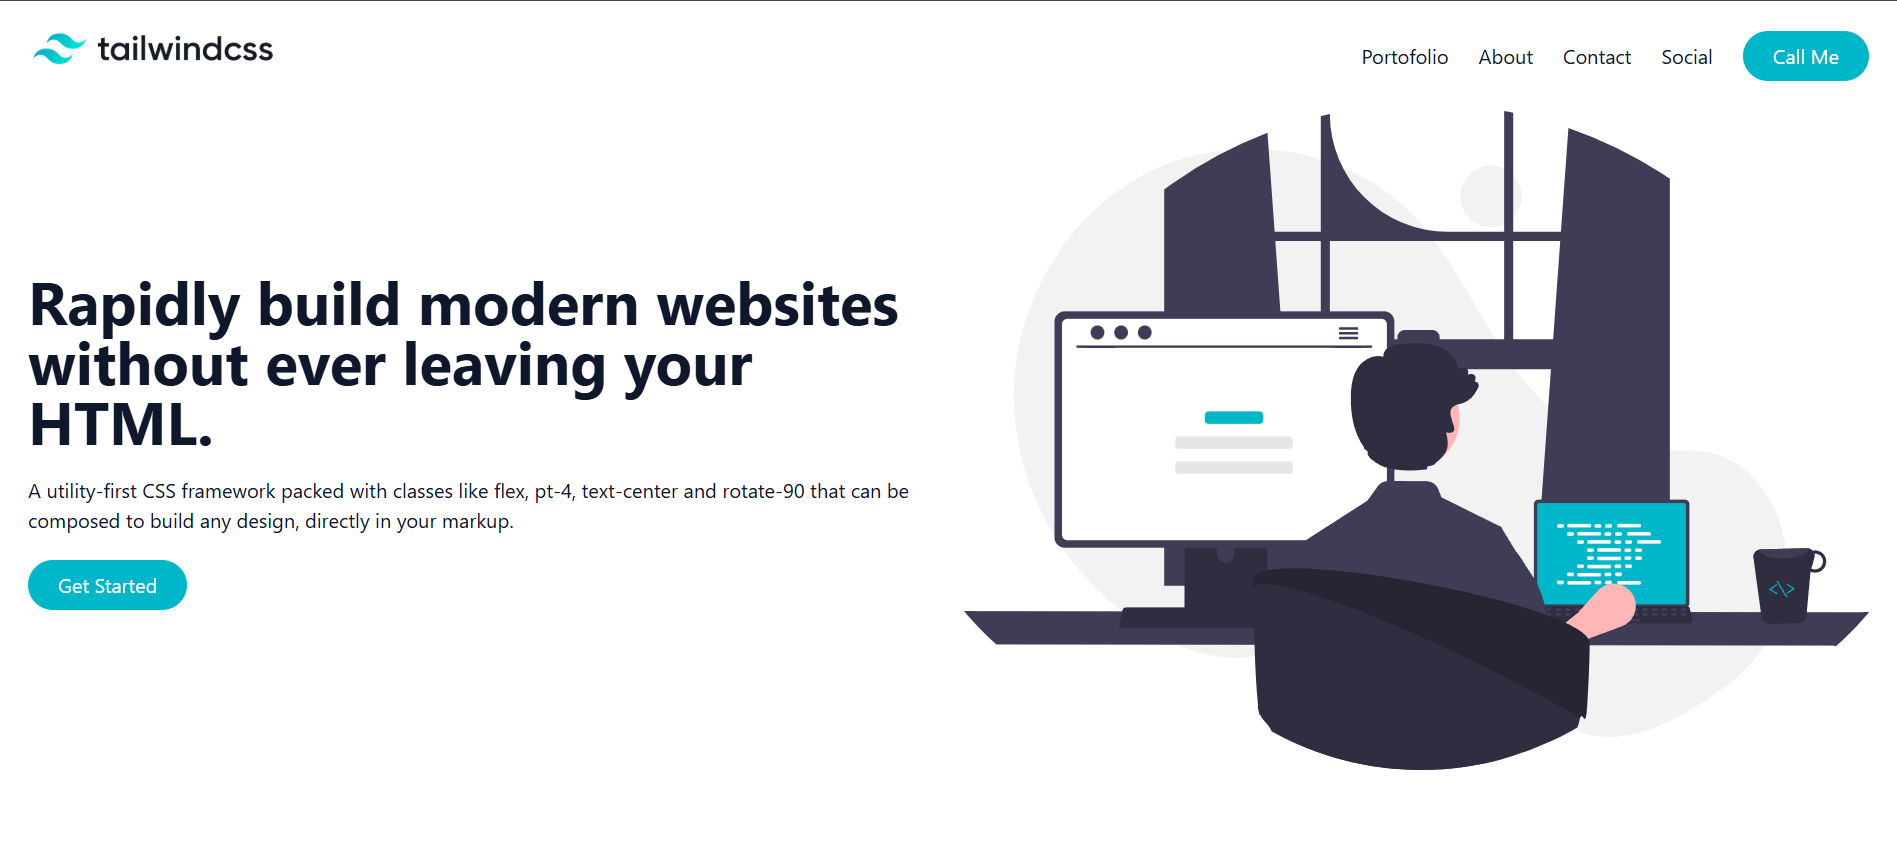 tailwindcss
Portofolio About Contact Social Call Me
Rapidly build modern websites
without ever leaving your
HTML.
A utility-first CSS framework packed with classes like flex, pt-4, text-center and rotate-90 that can be
composed to build any design, directly in your markup.
Get Started
<\>